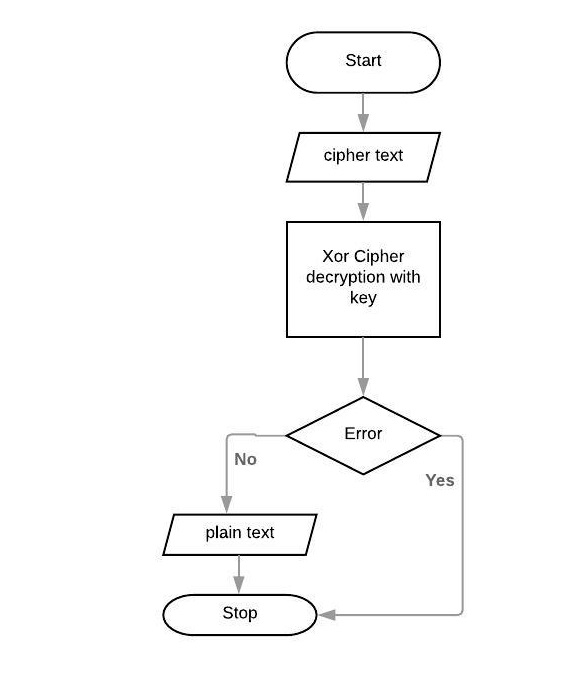 Start
cipher text
Xor Cipher
decryption with
key
Error
No
Yes
plain text
Stop